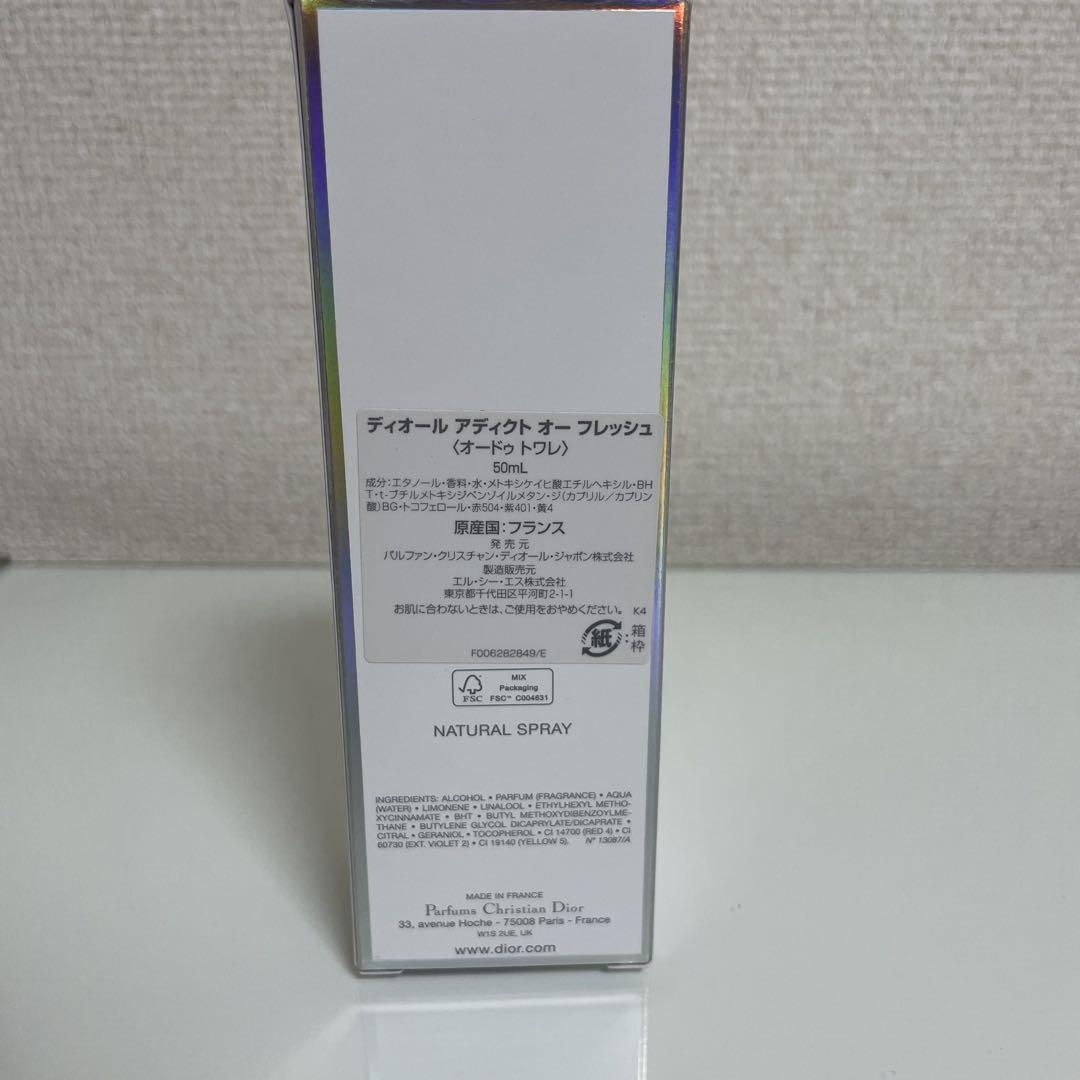 ディオール アディクト オー フレッシュ
〈オードゥ トワレ〉
50mL
成分：エタノール・香料・水・メトキシケイヒ酸エチルヘキシル・BH
T・t-ブチルメトキシジベンゾイルメタン・ジ（カプリル／カプリン
酸）BG・トコフェロール・赤504・紫401・黄4
原産国：フランス
発 売 元
パルファン・クリスチャン・ディオール・ジャポン株式会社
製造販売元
エル・シー・エス株式会社
東京都千代田区平河町2-1-1
お肌に合わないときは、ご使用をおやめください。 K4
紙：箱
枠
F006282849/E
FSC
MIX
Packaging
FSC™ C004631
NATURAL SPRAY
INGREDIENTS: ALCOHOL • PARFUM (FRAGRANCE) • AQUA
(WATER) • LIMONENE • LINALOOL • ETHYLHEXYL METHO-
XYCINNAMATE • BHT • BUTYL METHOXYDIBENZOYLME-
THANE • BUTYLENE GLYCOL DICAPRYLATE/DICAPRATE •
CITRAL • GERANIOL • TOCOPHEROL • CI 14700 (RED 4) • CI
60730 (EXT. VIOLET 2) • CI 19140 (YELLOW 5). N° 13087/A
MADE IN FRANCE
Parfums Christian Dior
33, avenue Hoche - 75008 Paris - France
W1S 2UE, UK
www.dior.com